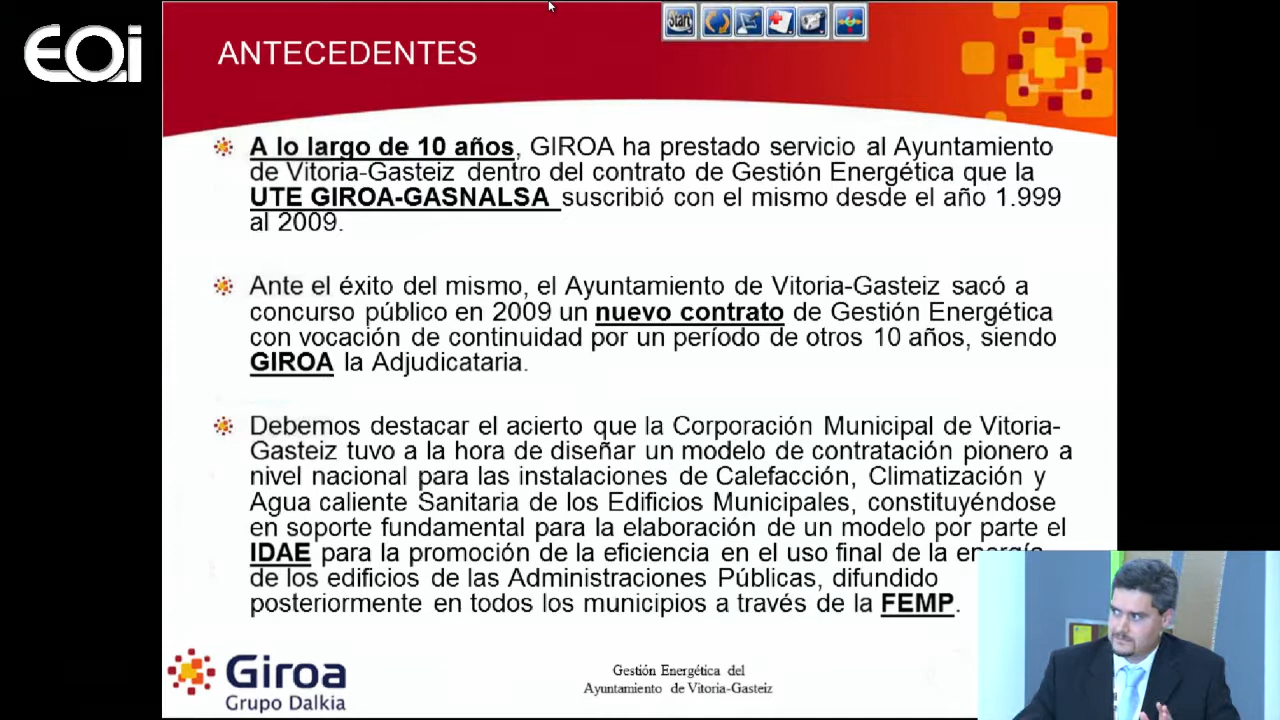 EOi
Start
ANTECEDENTES
A lo largo de 10 años, GIROA ha prestado servicio al Ayuntamiento
de Vitoria-Gasteiz dentro del contrato de Gestión Energética que la
UTE GIROA-GASNALSA suscribió con el mismo desde el año 1.999
al 2009.
Ante el éxito del mismo, el Ayuntamiento de Vitoria-Gasteiz sacó a
concurso público en 2009 un nuevo contrato de Gestión Energética
con vocación de continuidad por un período de otros 10 años, siendo
GIROA la Adjudicataria.
Debemos destacar el acierto que la Corporación Municipal de Vitoria-
Gasteiz tuvo a la hora de diseñar un modelo de contratación pionero a
nivel nacional para las instalaciones de Calefacción, Climatización y
Agua caliente Sanitaria de los Edificios Municipales, constituyéndose
en soporte fundamental para la elaboración de un modelo por parte el
IDAE para la promoción de la eficiencia en el uso final de la energía
de los edificios de las Administraciones Públicas, difundido
posteriormente en todos los municipios a través de la FEMP.
Giroa
Grupo Dalkia
Gestión Energética del
Ayuntamiento de Vitoria-Gasteiz